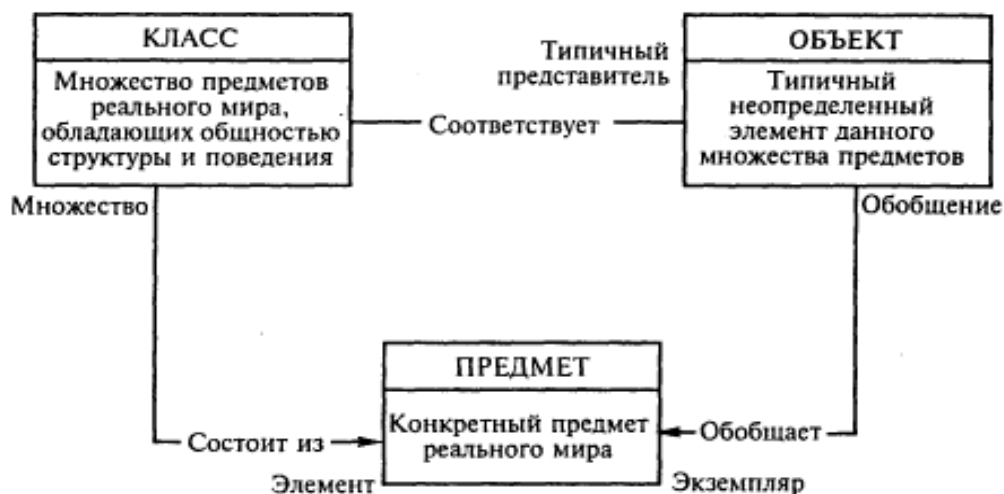 КЛАСС
Множество предметов
реального мира,
обладающих общностью
структуры и поведения
Множество
Соответствует
Типичный
представитель
ОБЪЕКТ
Типичный
неопределенный
элемент данного
множества предметов
Обобщение
ПРЕДМЕТ
Конкретный предмет
реального мира
Состоит из
Элемент
Обобщает
Экземпляр